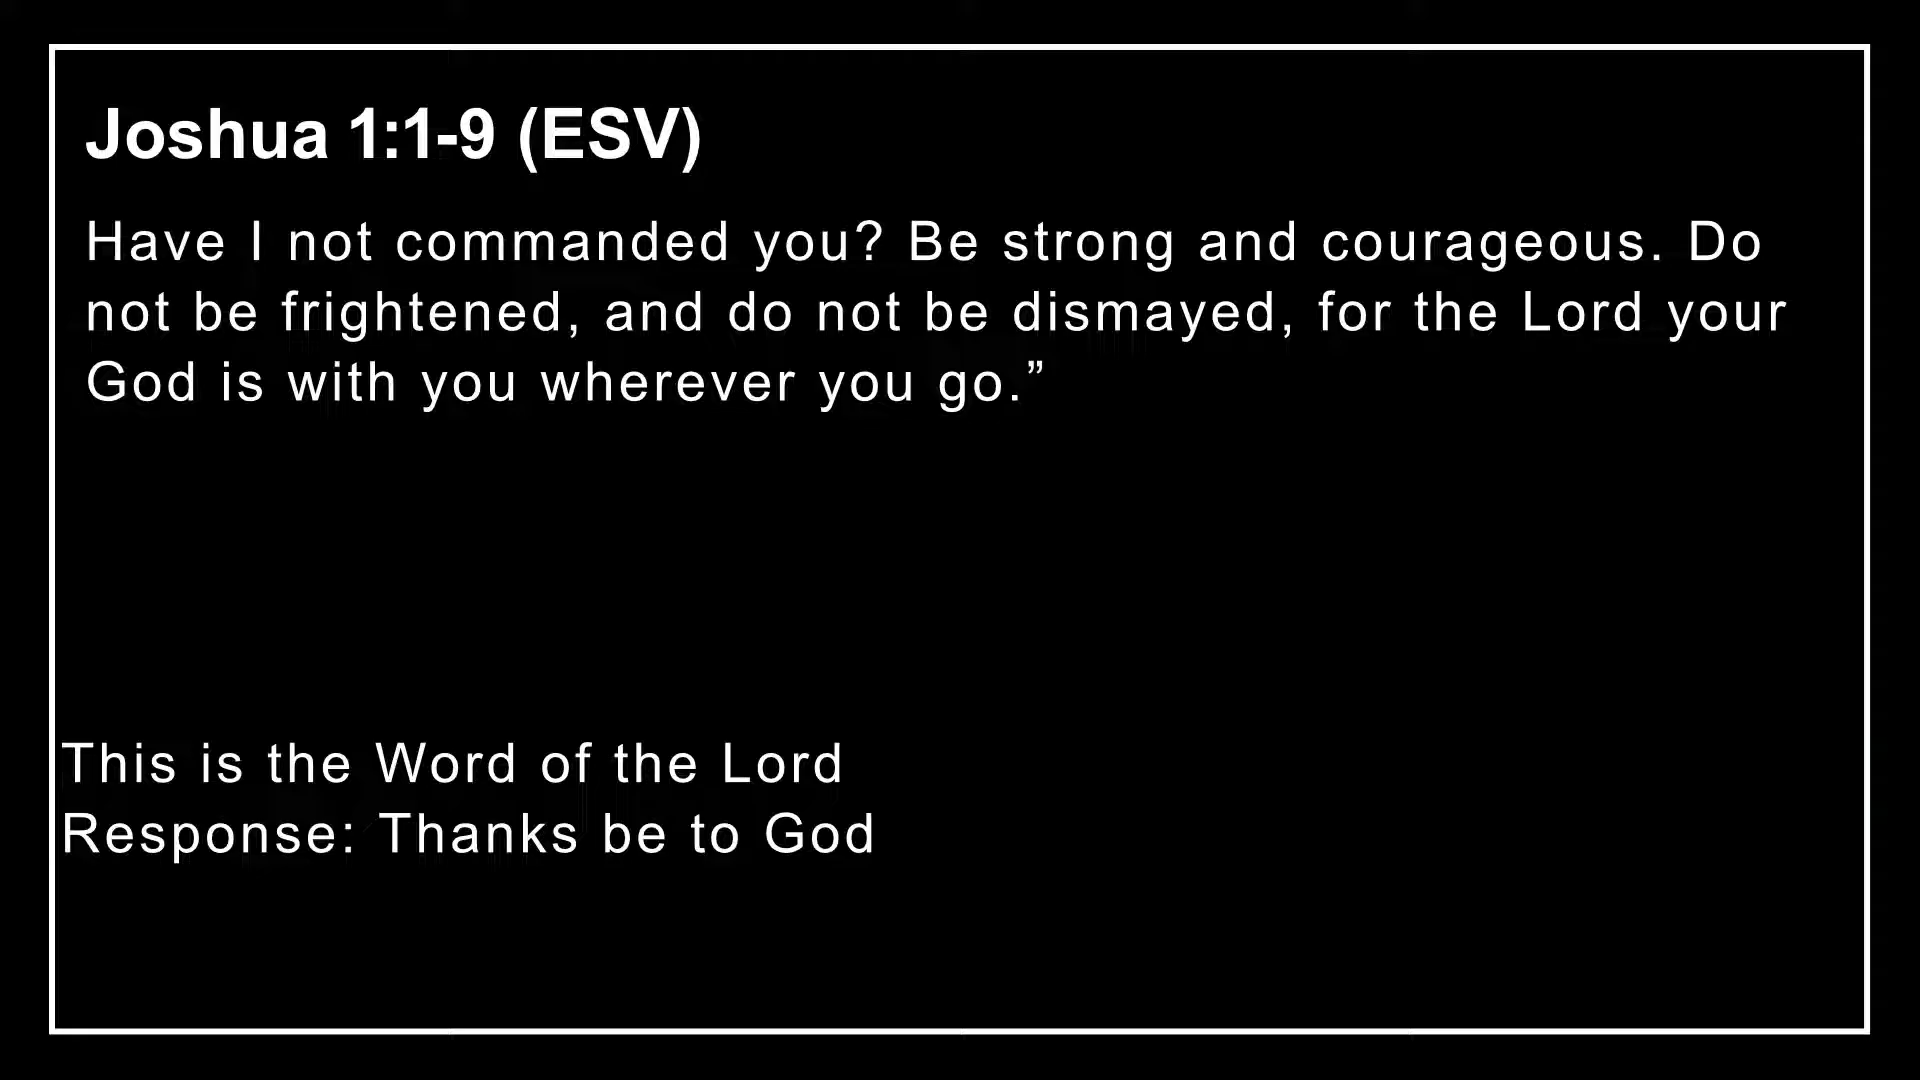 Joshua 1:1-9 (ESV)
Have I not commanded you? Be strong and courageous. Do
not be frightened, and do not be dismayed, for the Lord your
God is with you wherever you go.”
This is the Word of the Lord
Response: Thanks be to God